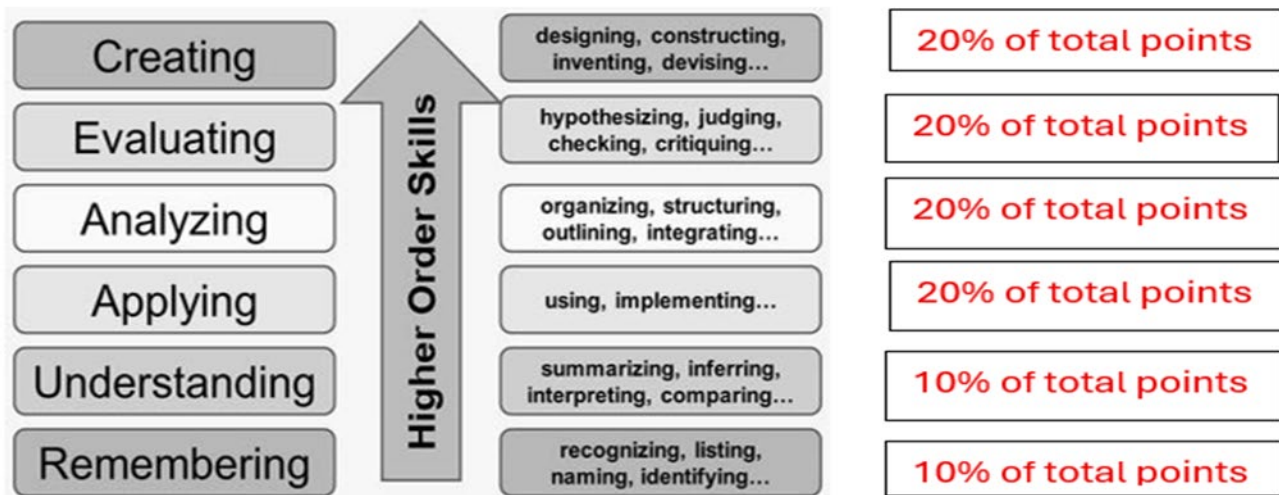 Creating
designing, constructing,
inventing, devising...
20% of total points
Evaluating
hypothesizing, judging,
checking, critiquing...
20% of total points
Analyzing
organizing, structuring,
outlining, integrating...
20% of total points
Applying
using, implementing...
20% of total points
Understanding
summarizing, inferring,
interpreting, comparing...
10% of total points
Remembering
recognizing, listing,
naming, identifying...
10% of total points
Higher Order Skills